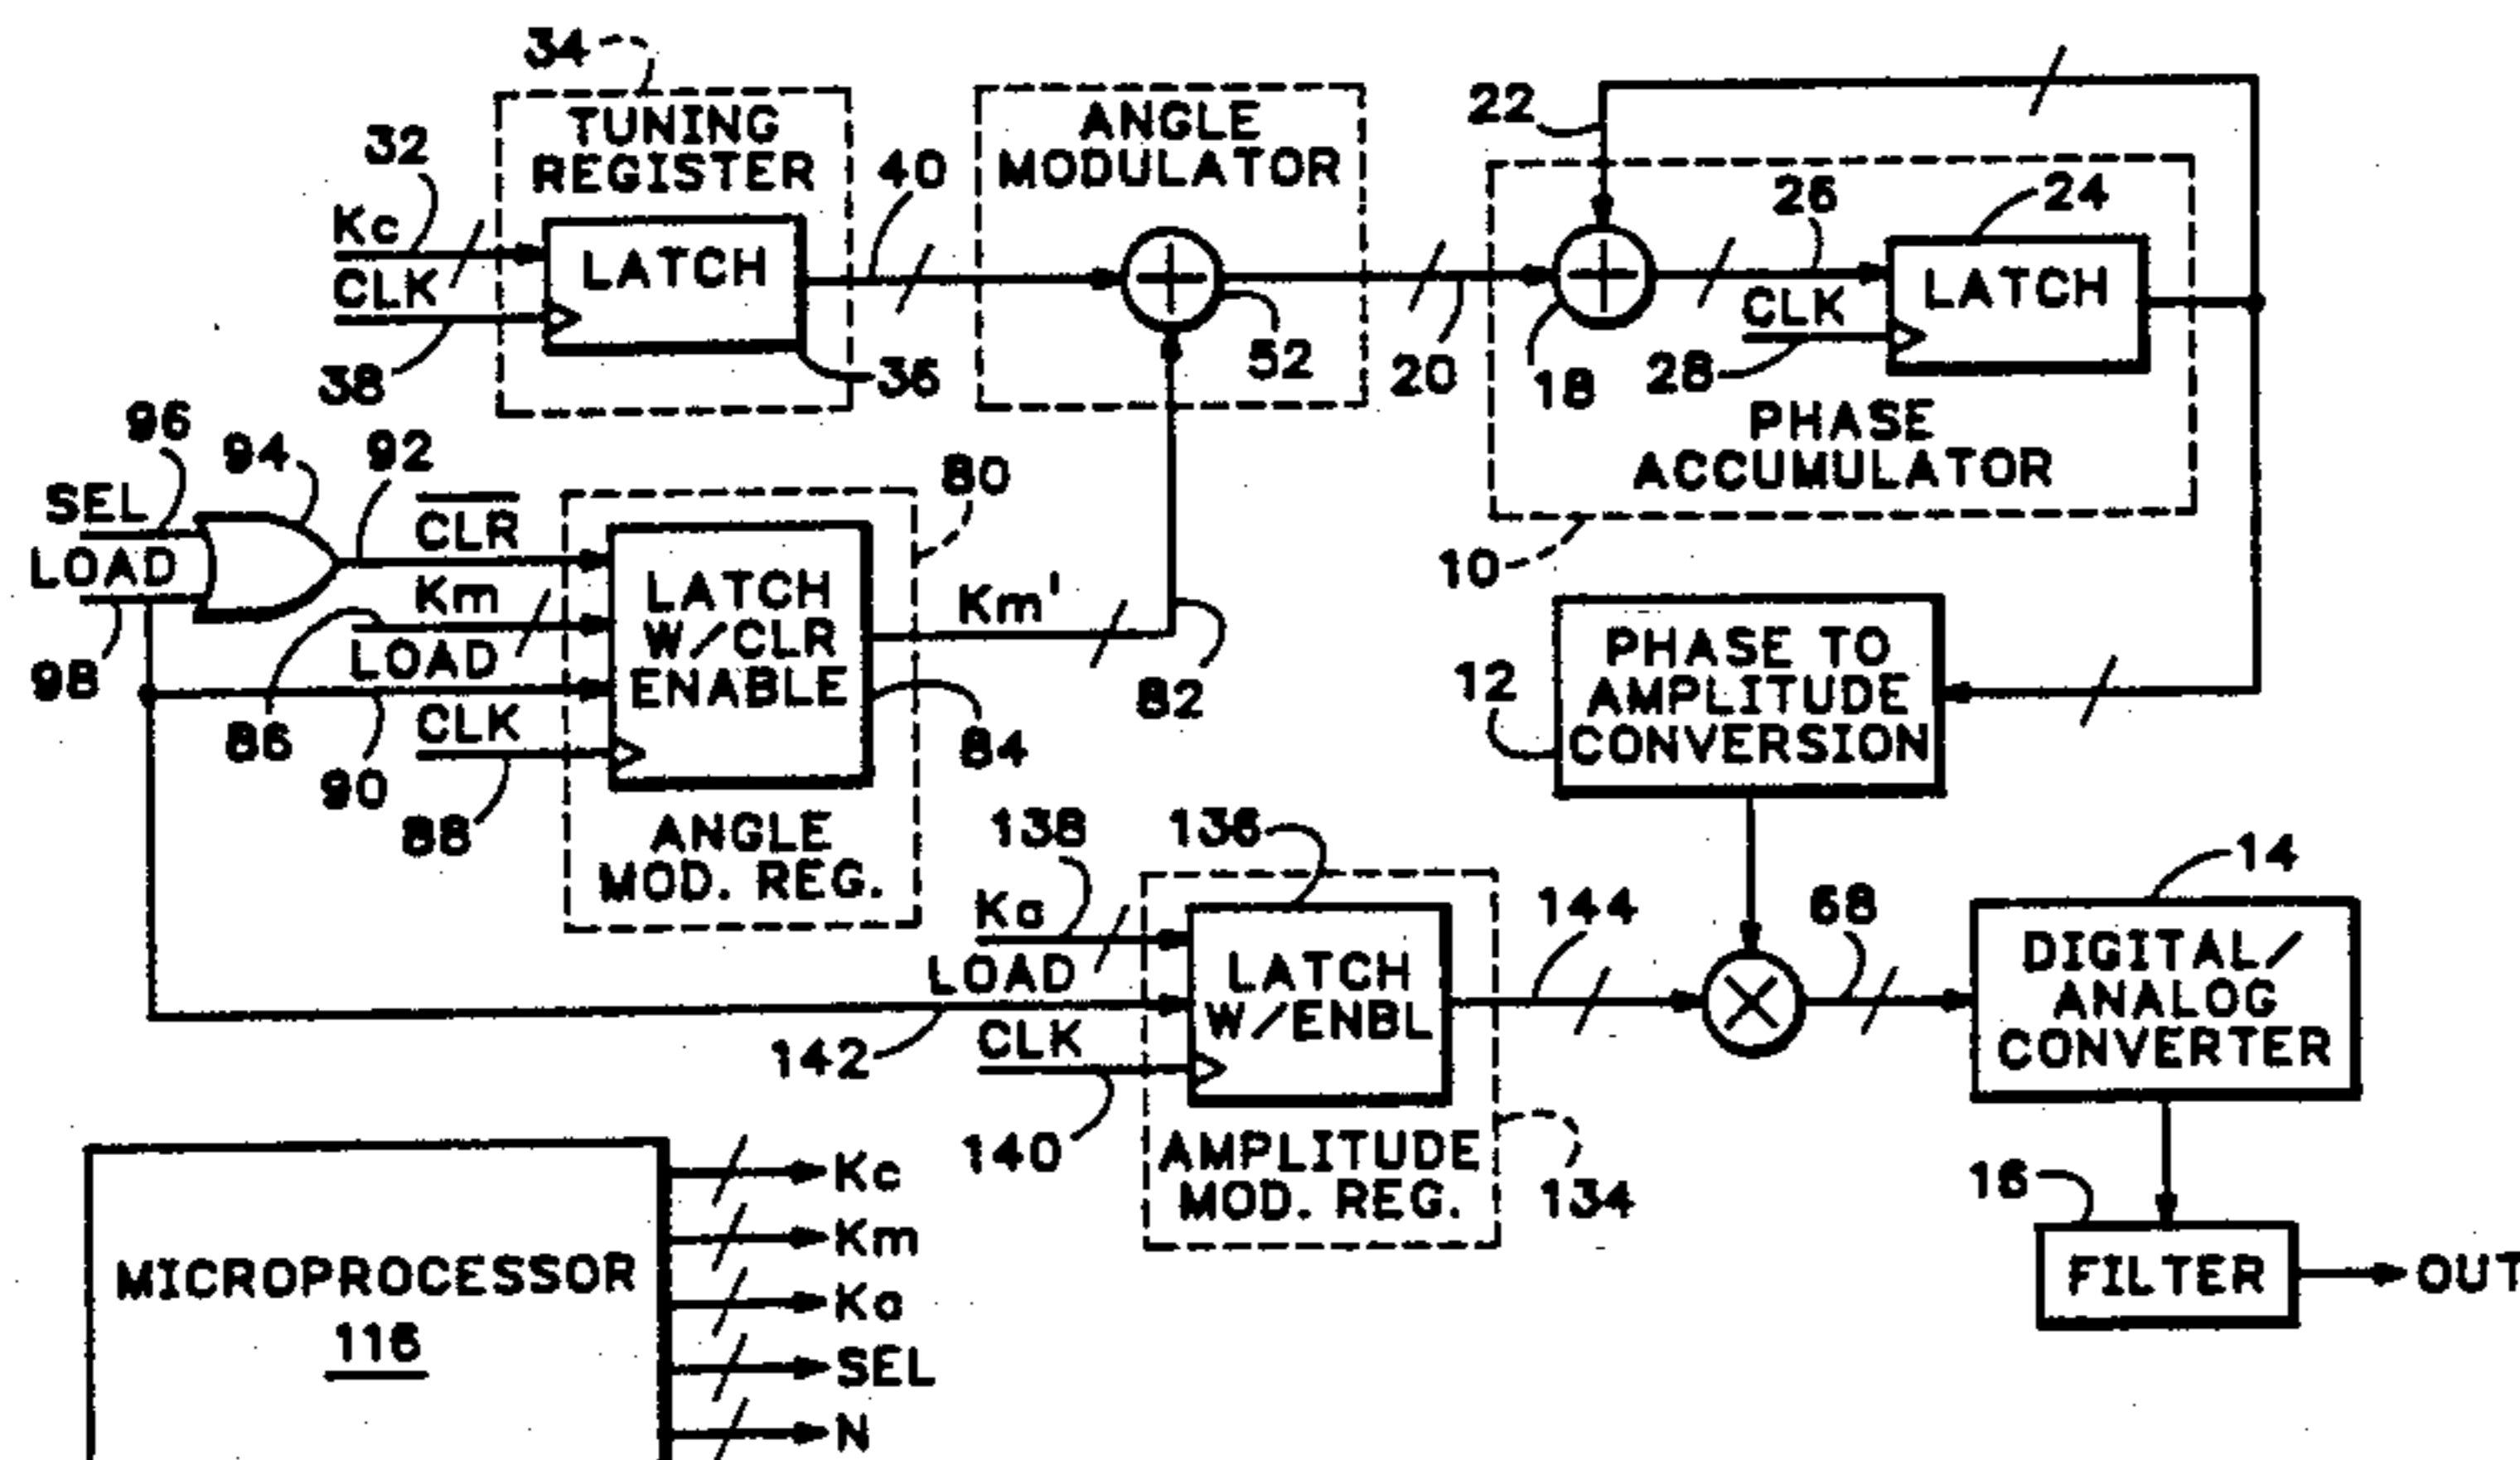 34
TUNING
REGISTER
32
Kc
CLK
LATCH
38
36
40
ANGLE
MODULATOR
52
22
20
18
26
24
CLK
28
LATCH
PHASE
ACCUMULATOR
10
96
94
92
SEL
LOAD
98
CLR
Km
LOAD
CLK
86
90
88
LATCH
W/CLR
ENABLE
80
84
ANGLE
MOD. REG.
Km'
82
12
PHASE TO
AMPLITUDE
CONVERSION
138
136
Ka
LOAD
CLK
142
140
LATCH
W/ENBL
AMPLITUDE
MOD. REG.
134
144
68
14
DIGITAL/
ANALOG
CONVERTER
16
FILTER
OUT
MICROPROCESSOR
116
Kc
Km
Ka
SEL
N